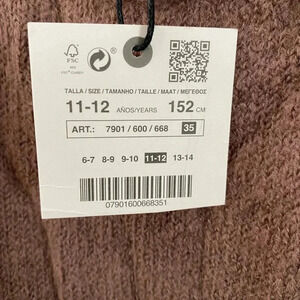 FSC
MIX
TALLA / SIZE / TAMANHO / TAILLE / MAAT / ΜΕΓΕΘΟΣ
11-12 AÑOS/YEARS 152 CM
ART.: 7901 / 600 / 668 35
6-7 8-9 9-10 11-12 13-14
07901600668351